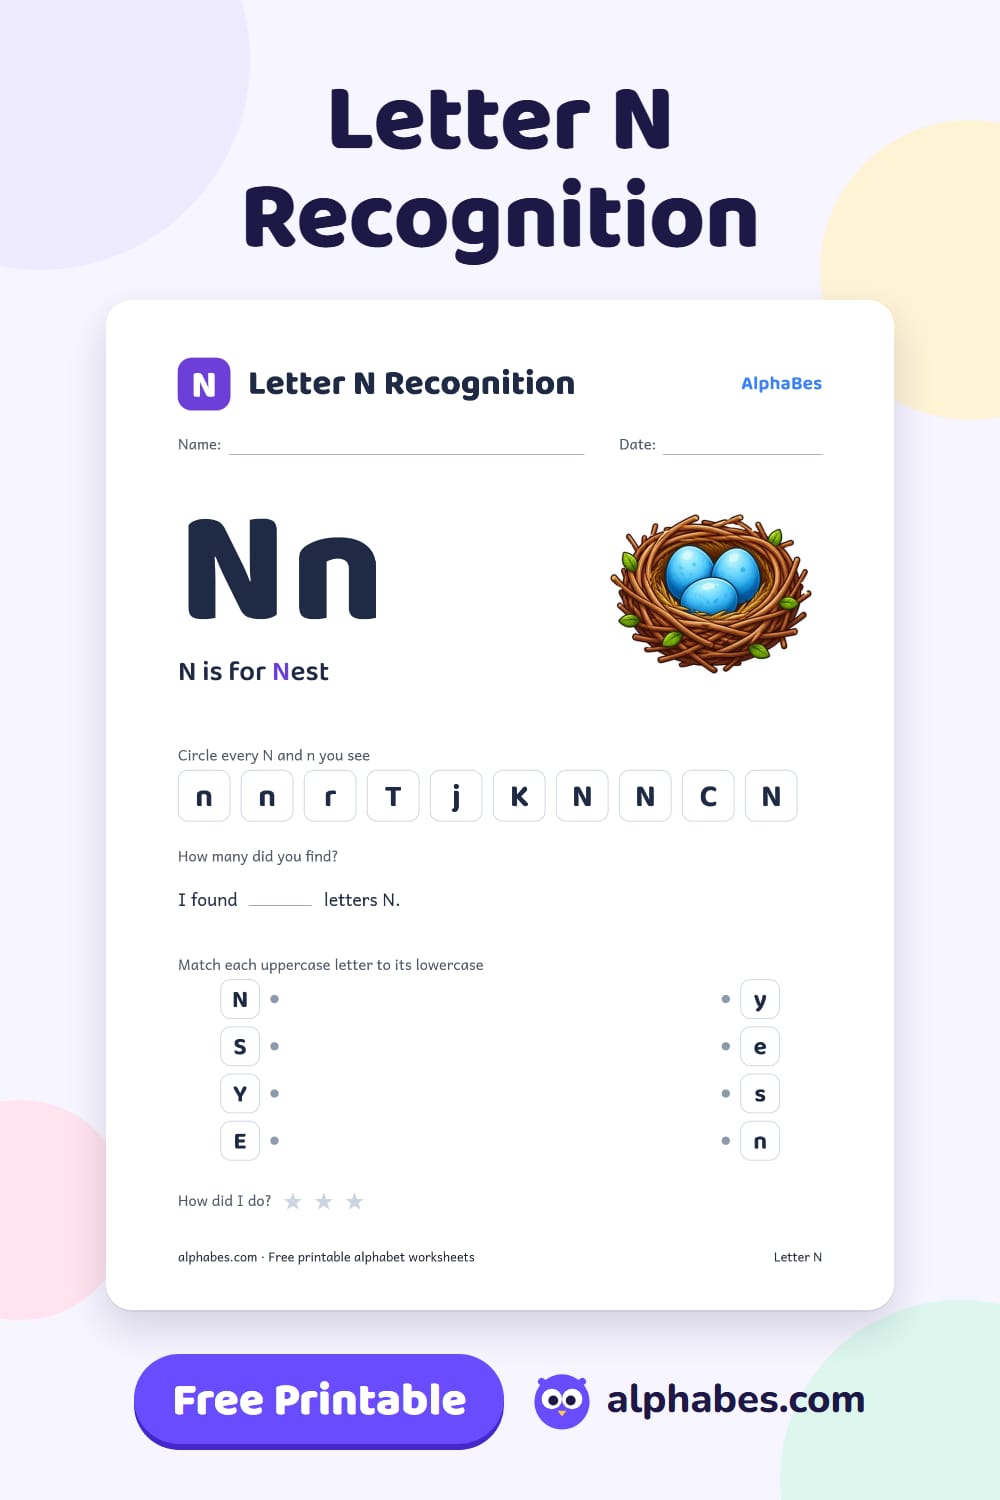 Letter N
Recognition
N Letter N Recognition AlphaBes
Name: Date:
Nn
N is for Nest
Circle every N and n you see
n n r T j K N N C N
How many did you find?
I found ______ letters N.
Match each uppercase letter to its lowercase
N y
S e
Y s
E n
How did I do?
alphabes.com · Free printable alphabet worksheets Letter N
Free Printable alphabes.com